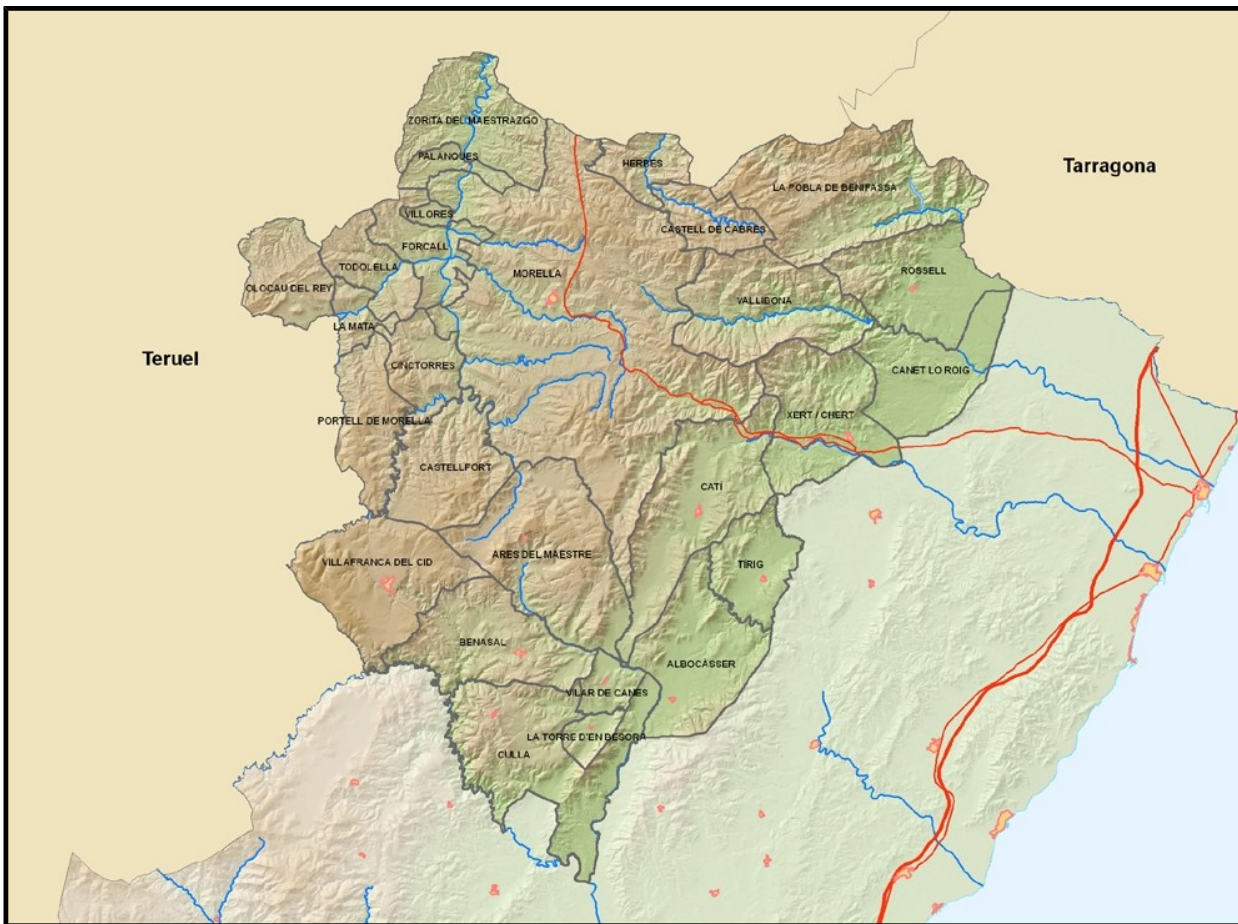 ZORITA DEL MAESTRAZGO
PALANQUES
HERBÉS
Tarragona
LA POBLA DE BENIFASSA
VILLORES
CASTELL DE CABRES
FORCALL
TODOLELLA
MORELLA
ROSSELL
OLOCAU DEL REY
VALLIBONA
LA MATA
Teruel
CINCTORRES
CANET LO ROIG
PORTELL DE MORELLA
XERT / CHERT
CASTELLFORT
CATÍ
VILLAFRANCA DEL CID
ARES DEL MAESTRE
TÍRIG
BENASAL
ALBOCÀSSER
VILAR DE CANES
LA TORRE D'EN BESORA
CULLA